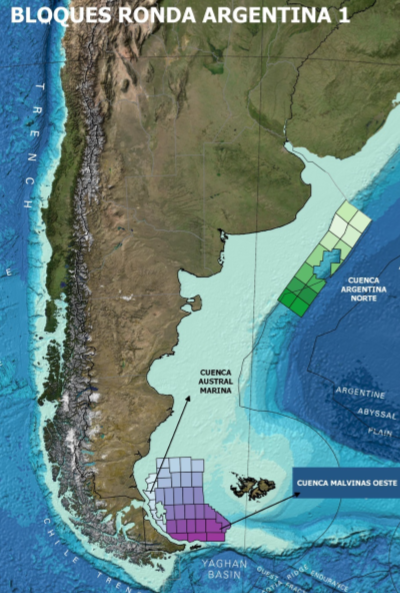 BLOQUES RONDA ARGENTINA 1
TRENCH
CUENCA
ARGENTINA
NORTE
CUENCA
AUSTRAL
MARINA
ARGENTINE
ABYSSAL
PLAIN
CUENCA MALVINAS OESTE
CHILE TREN
YAGHAN
BASIN